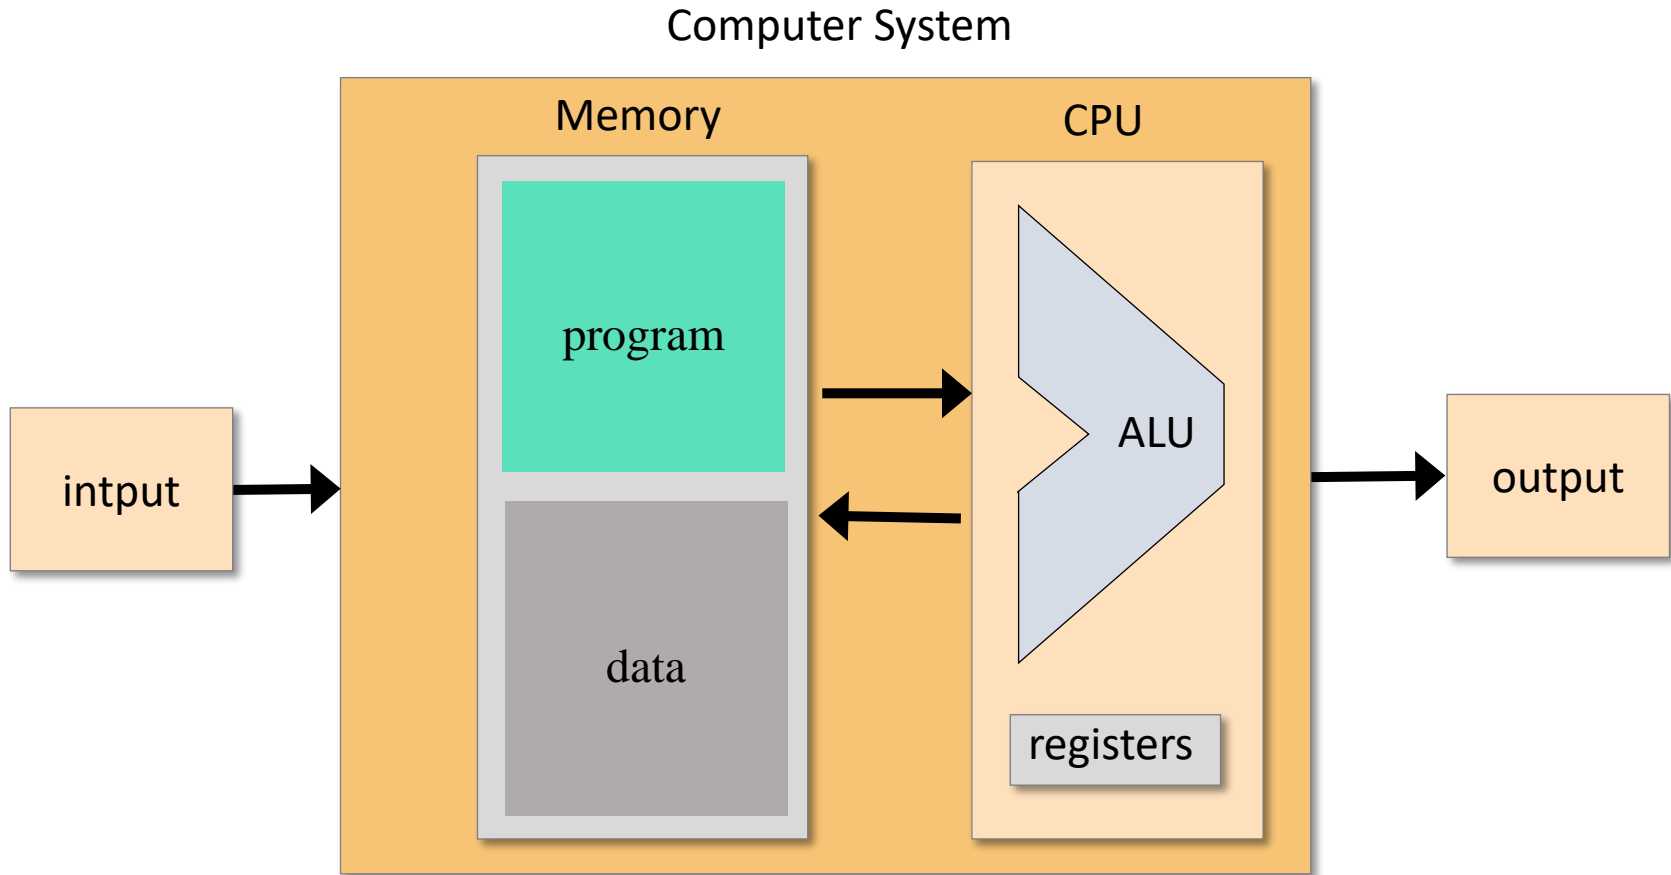 Computer System
Memory
CPU
program
ALU
intput
output
data
registers